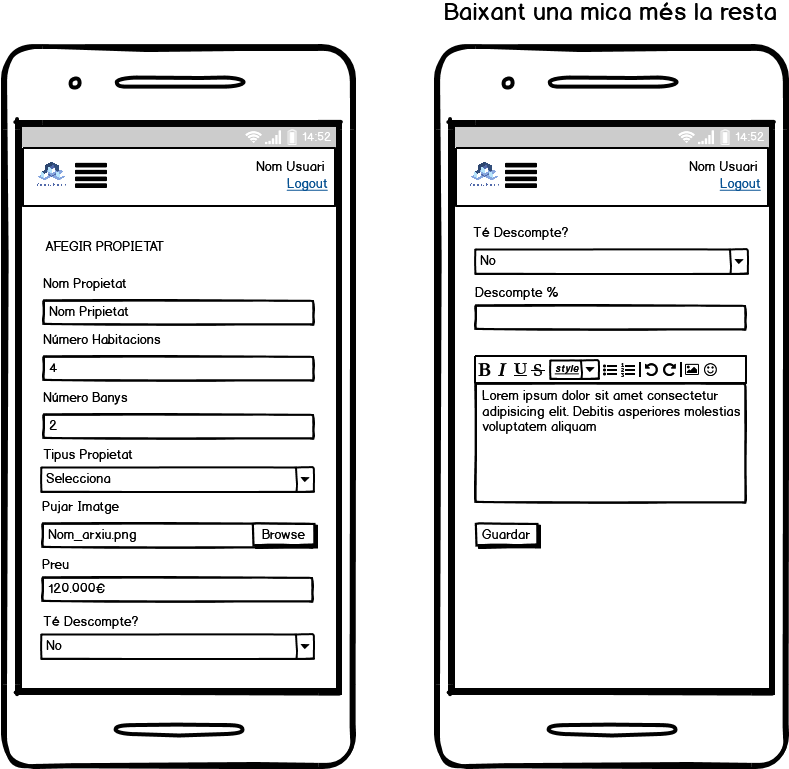 Baixant una mica més la resta
14:52
Nom Usuari
Logout
AFEGIR PROPIETAT
Nom Propietat
Nom Pripietat
Número Habitacions
4
Número Banys
2
Tipus Propietat
Selecciona
Pujar Imatge
Nom_arxiu.png
Browse
Preu
120.000€
Té Descompte?
No
14:52
Nom Usuari
Logout
Té Descompte?
No
Descompte %
B I U S style
Lorem ipsum dolor sit amet consectetur
adipisicing elit. Debitis asperiores molestias
voluptatem aliquam
Guardar